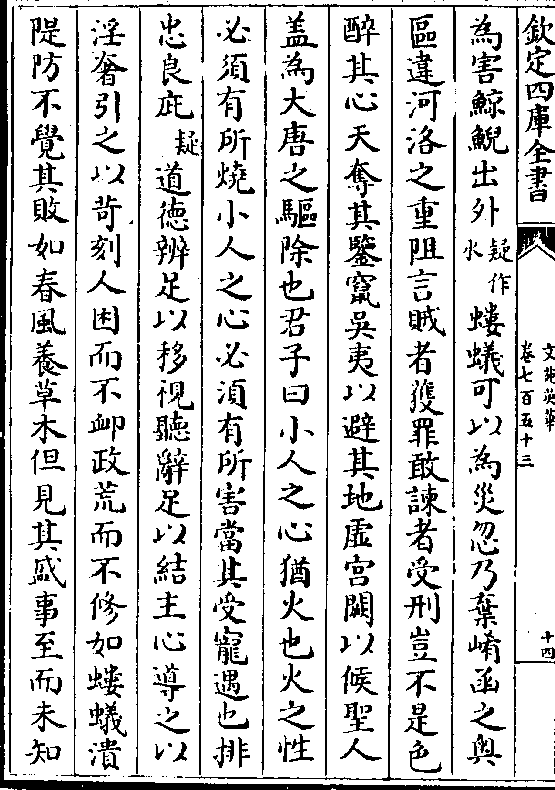 欽定四庫全書
文苑英華
卷七百五十三
十四
為害鯨鯢出外疑作水螻蟻可以為災忽乃棄崤函之奥
區違河洛之重阻言賊者獲罪敢諫者受刑豈不是色
醉其心天奪其鑒竄吳夷以避其地虛宮闕以候聖人
盖為大唐之驅除也君子曰小人之心猶火也火之性
必須有所燒小人之心必須有所害當其受寵遇也排
忠良庇疑道德辨足以移視聽辭足以結主心導之以
淫奢引之以苛刻人困而不卹政荒而不修如螻蟻潰
隄防不覺其敗如春風養草木但見其盛事至而未知